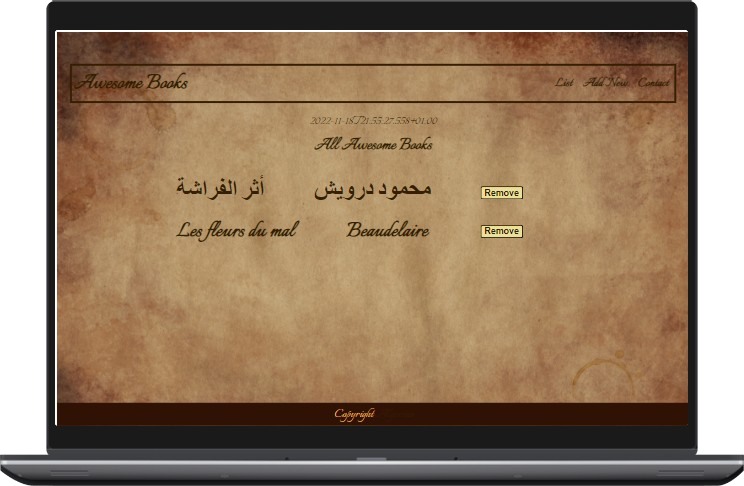 Awesome Books List Add New Contact
2022-11-18T21:55:27.558+01:00
All Awesome Books
أثر الفراشة محمود درويش Remove
Les fleurs du mal Beaudelaire Remove
Copyright